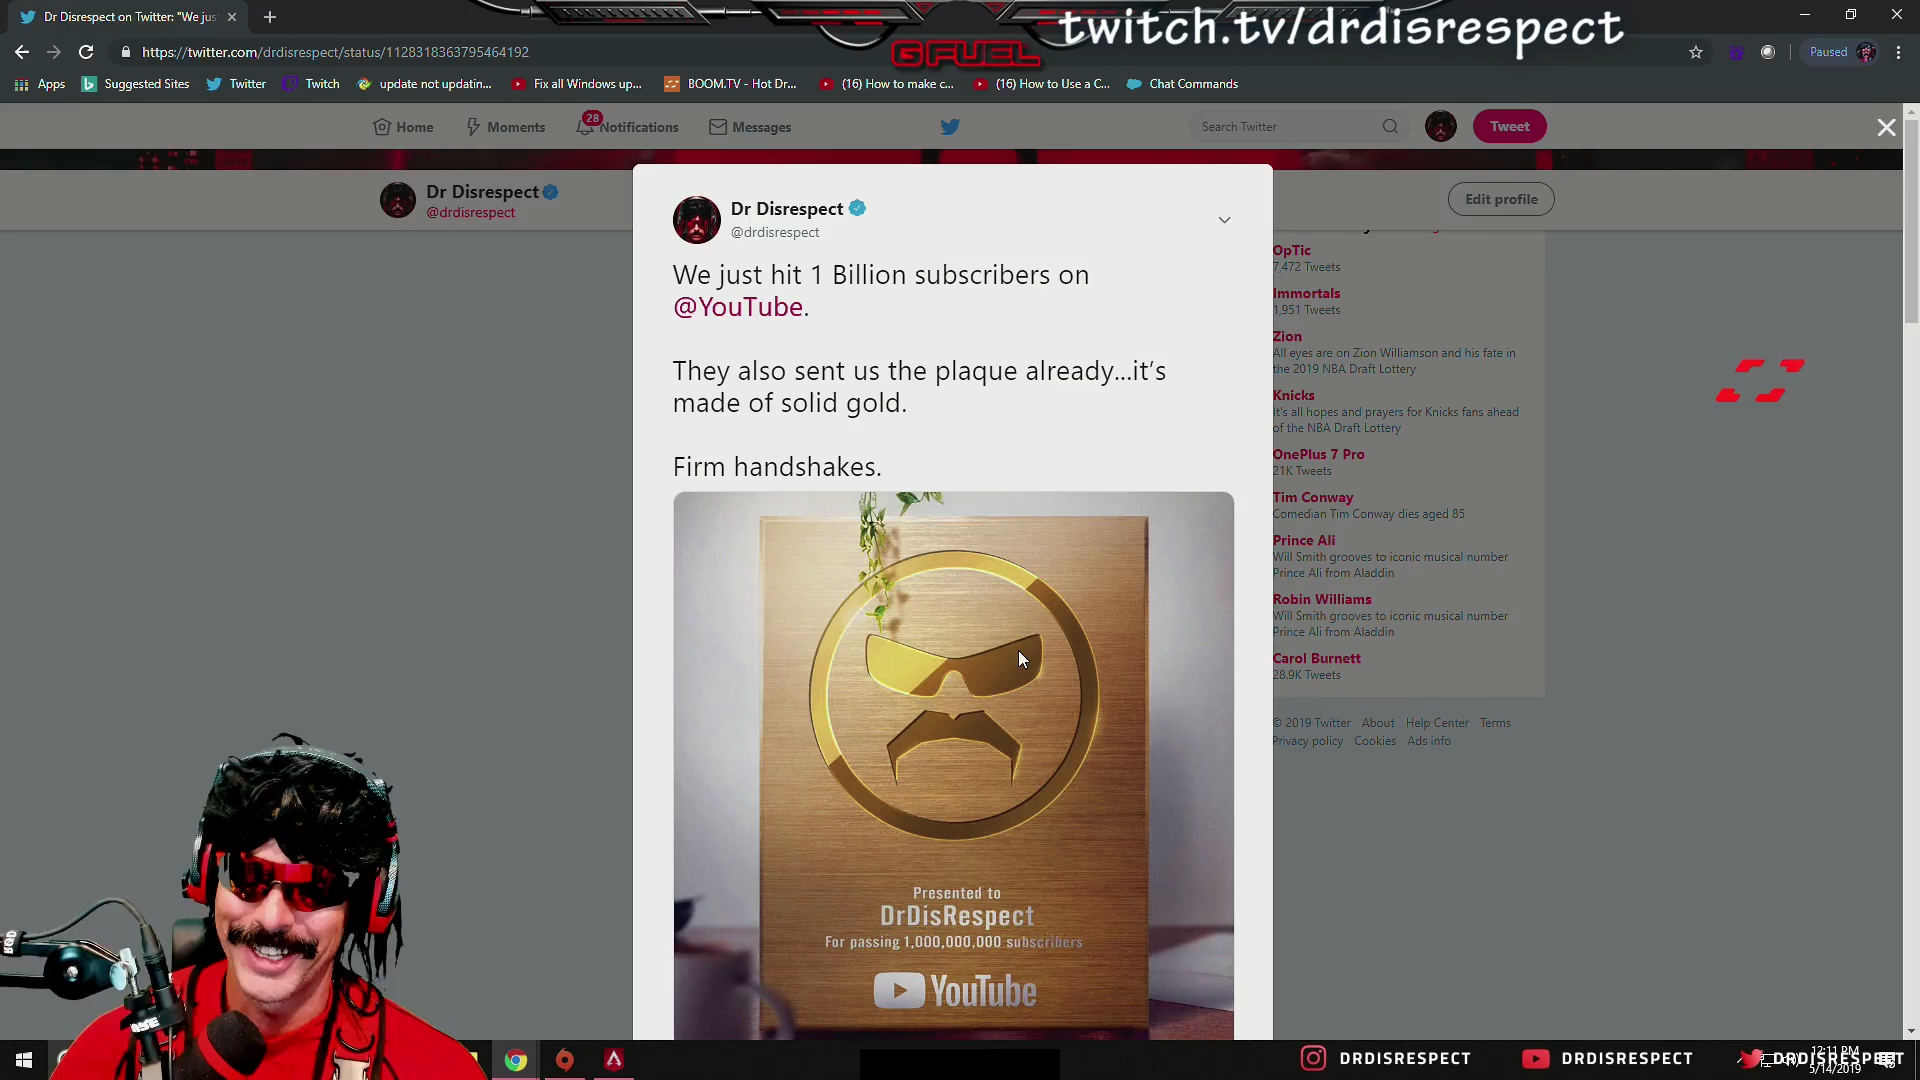 Dr Disrespect on Twitter: "We jus
twitch.tv/drdisrespect
G FUEL
https://twitter.com/drdisrespect/status/1128318363795464192
Paused
Apps
Suggested Sites
Twitter
Twitch
update not updatin...
Fix all Windows up...
BOOM.TV - Hot Dr...
(16) How to make c...
(16) How to Use a C...
Chat Commands
Home
Moments
28
Notifications
Messages
Search Twitter
Tweet
Dr Disrespect
@drdisrespect
Edit profile
Dr Disrespect
@drdisrespect
We just hit 1 Billion subscribers on
@YouTube.
They also sent us the plaque already...it's
made of solid gold.
Firm handshakes.
Presented to
DrDisRespect
For passing 1,000,000,000 subscribers
YouTube
OpTic
7,472 Tweets
Immortals
1,951 Tweets
Zion
All eyes are on Zion Williamson and his fate in
the 2019 NBA Draft Lottery
Knicks
It's all hopes and prayers for Knicks fans ahead
of the NBA Draft Lottery
OnePlus 7 Pro
21K Tweets
Tim Conway
Comedian Tim Conway dies aged 85
Prince Ali
Will Smith grooves to iconic musical number
Prince Ali from Aladdin
Robin Williams
Will Smith grooves to iconic musical number
Prince Ali from Aladdin
Carol Burnett
28.9K Tweets
© 2019 Twitter About Help Center Terms
Privacy policy Cookies Ads info
DRDISRESPECT
DRDISRESPECT
DRDISRESPECT
12:11 PM
5/14/2019